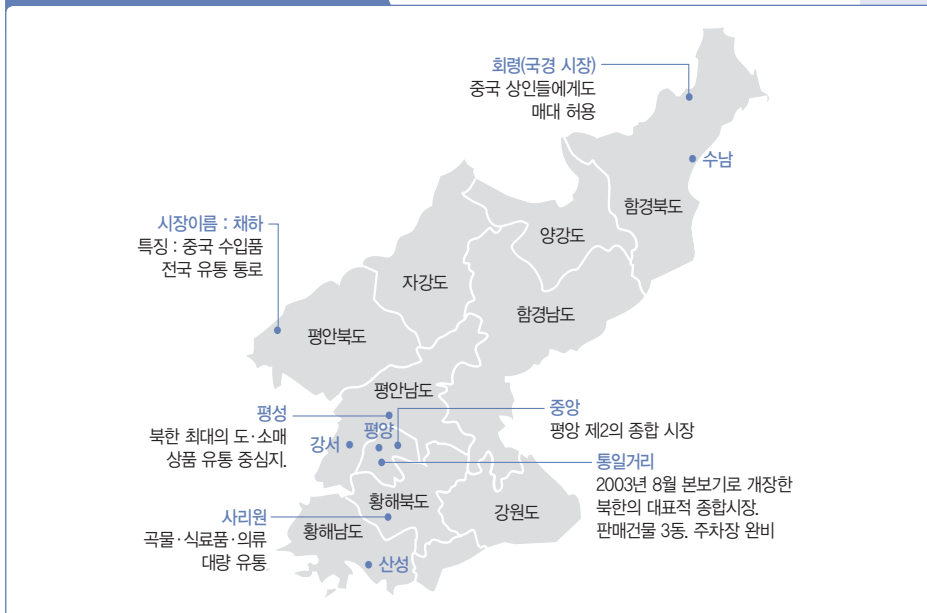 회령(국경 시장)
중국 상인들에게도
매대 허용
수남
함경북도
양강도
시장이름 : 채하
특징 : 중국 수입품
전국 유통 통로
자강도
함경남도
평안북도
평안남도
평성
북한 최대의 도·소매
상품 유통 중심지.
강서
평양
중앙
평앙 제2의 종합 시장
통일거리
2003년 8월 본보기로 개장한
북한의 대표적 종합시장.
판매건물 3동. 주차장 완비
황해북도
강원도
사리원
곡물·식료품·의류
대량 유통
황해남도
산성